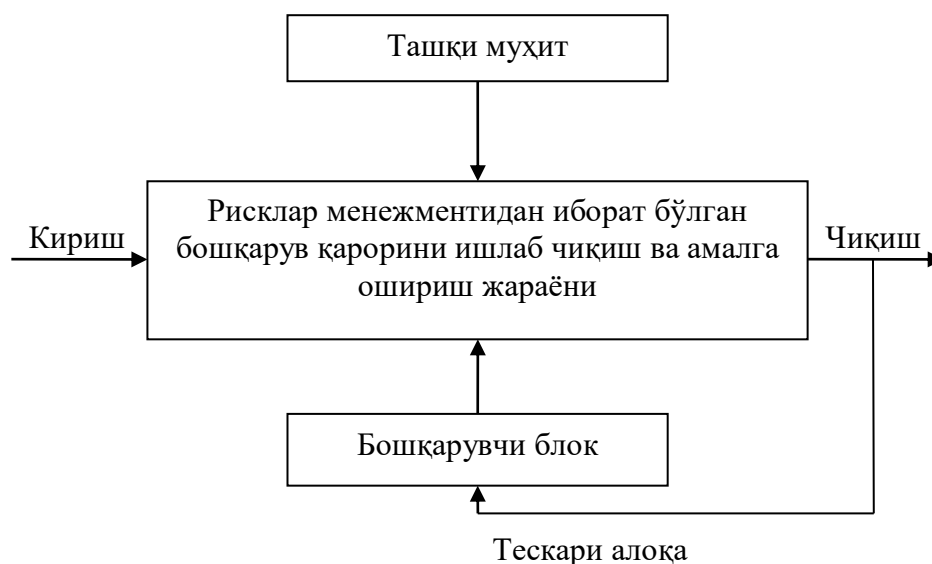 Ташқи муҳит
Кириш
Рисклар менежментидан иборат бўлган
бошқарув қарорини ишлаб чиқиш ва амалга
ошириш жараёни
Чиқиш
Бошқарувчи блок
Тескари алоқа